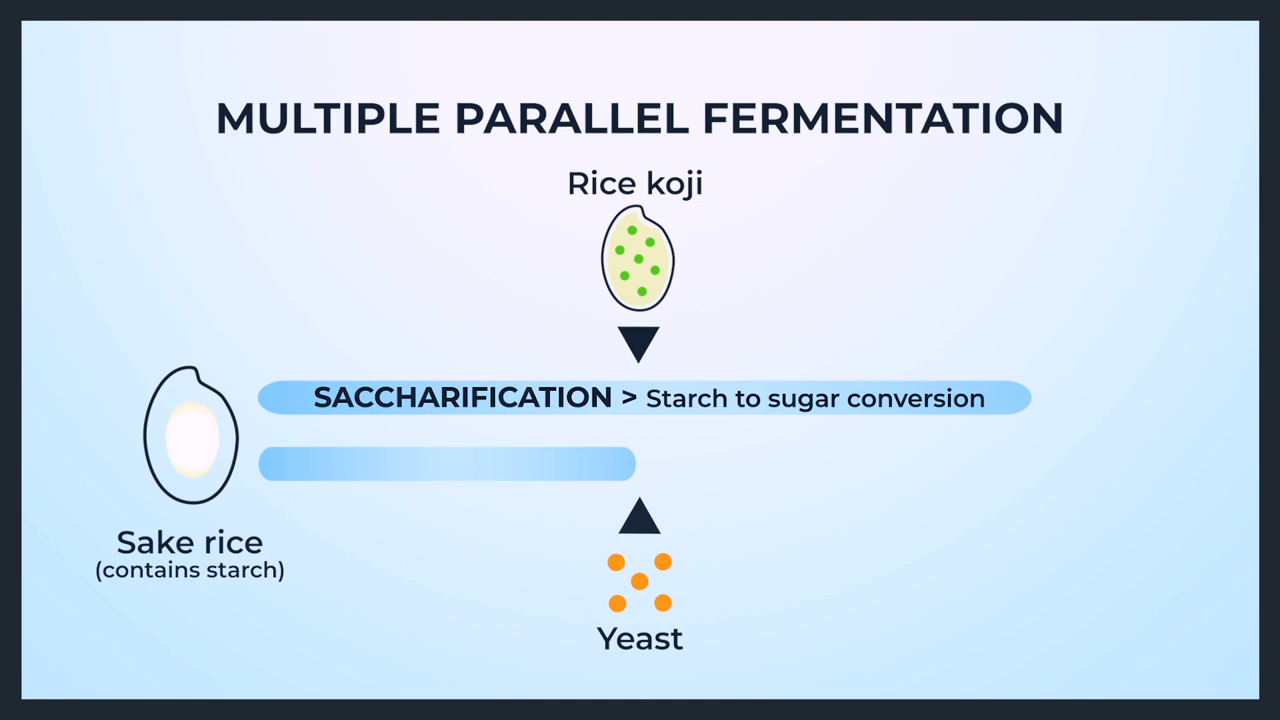 MULTIPLE PARALLEL FERMENTATION
Rice koji
SACCHARIFICATION > Starch to sugar conversion
Sake rice
(contains starch)
Yeast